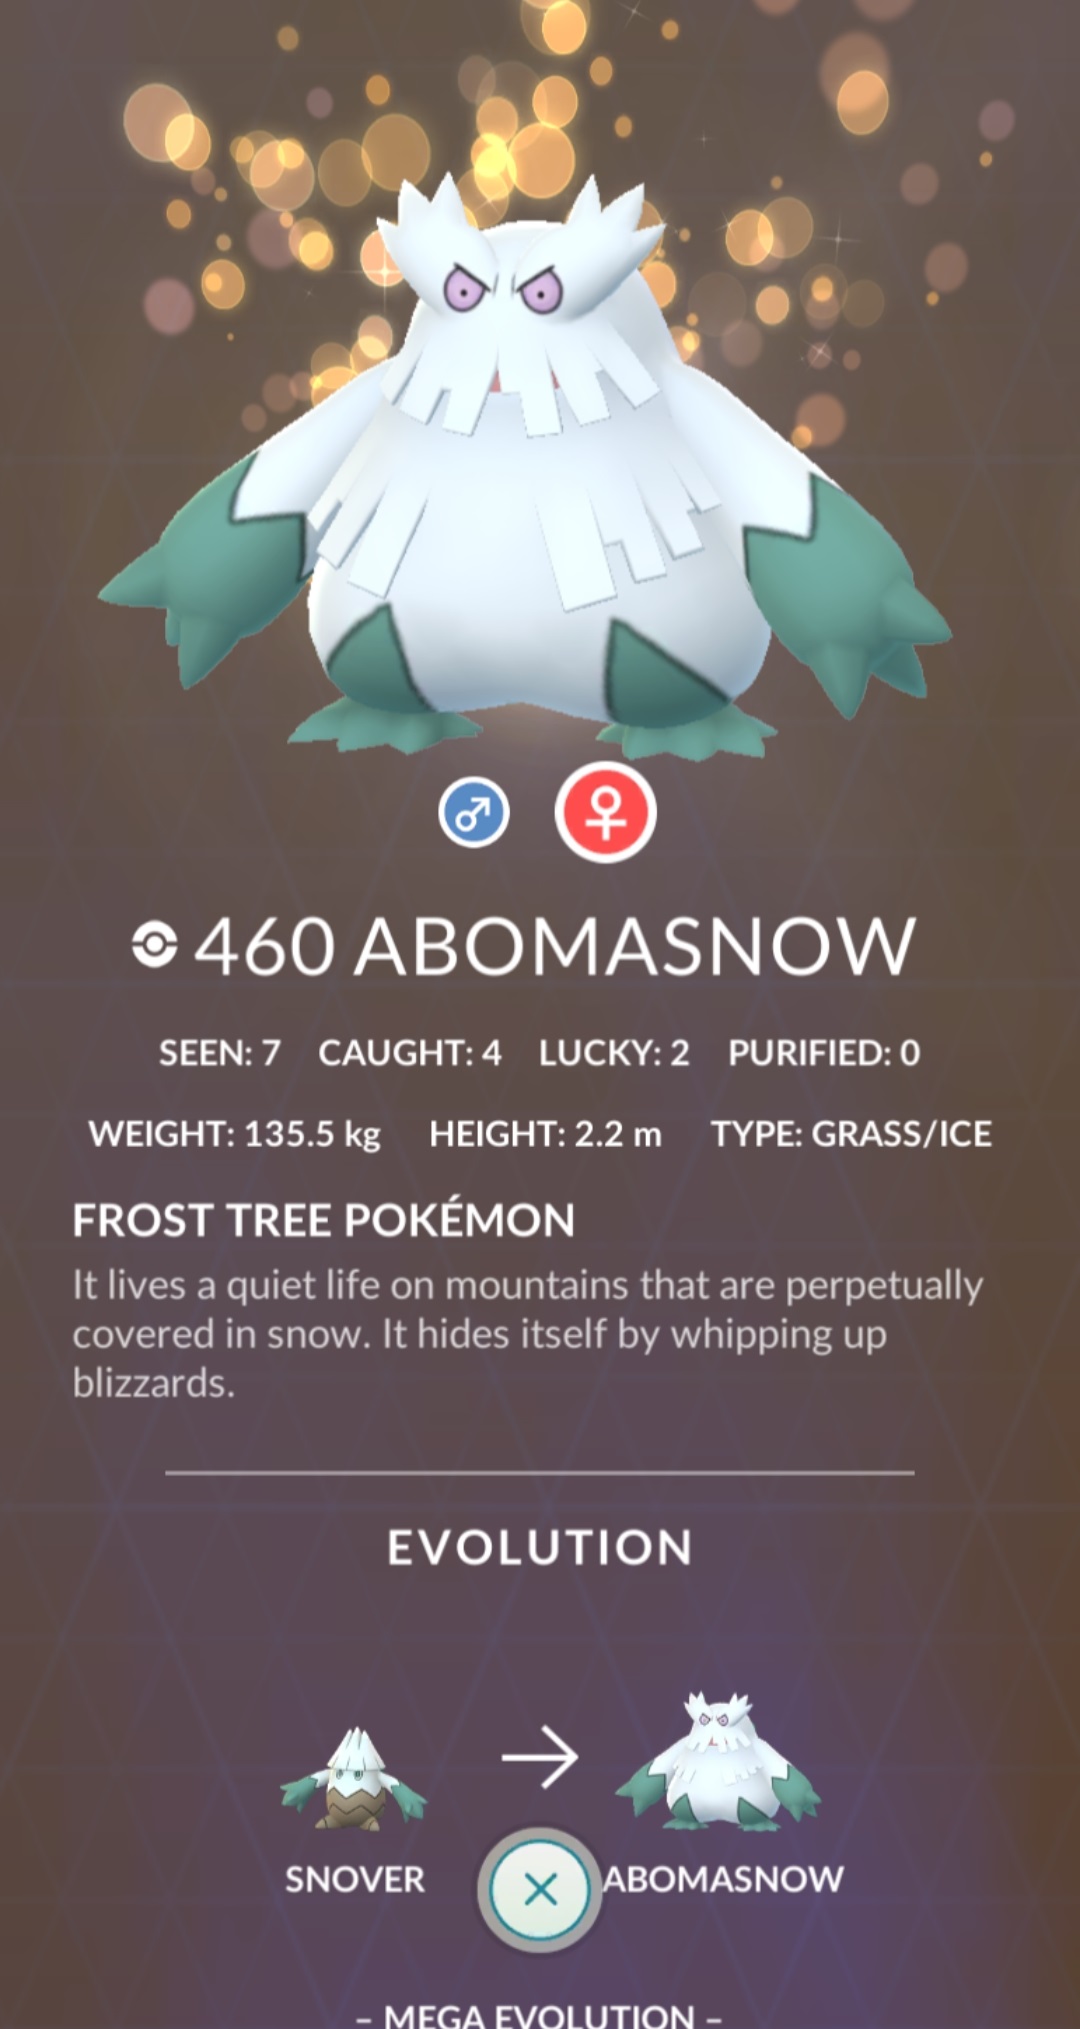 460 ABOMASNOW
SEEN: 7 CAUGHT: 4 LUCKY: 2 PURIFIED: 0
WEIGHT: 135.5 kg HEIGHT: 2.2 m TYPE: GRASS/ICE
FROST TREE POKÉMON
It lives a quiet life on mountains that are perpetually
covered in snow. It hides itself by whipping up
blizzards.
EVOLUTION
SNOVER ABOMASNOW
– MEGA EVOLUTION –